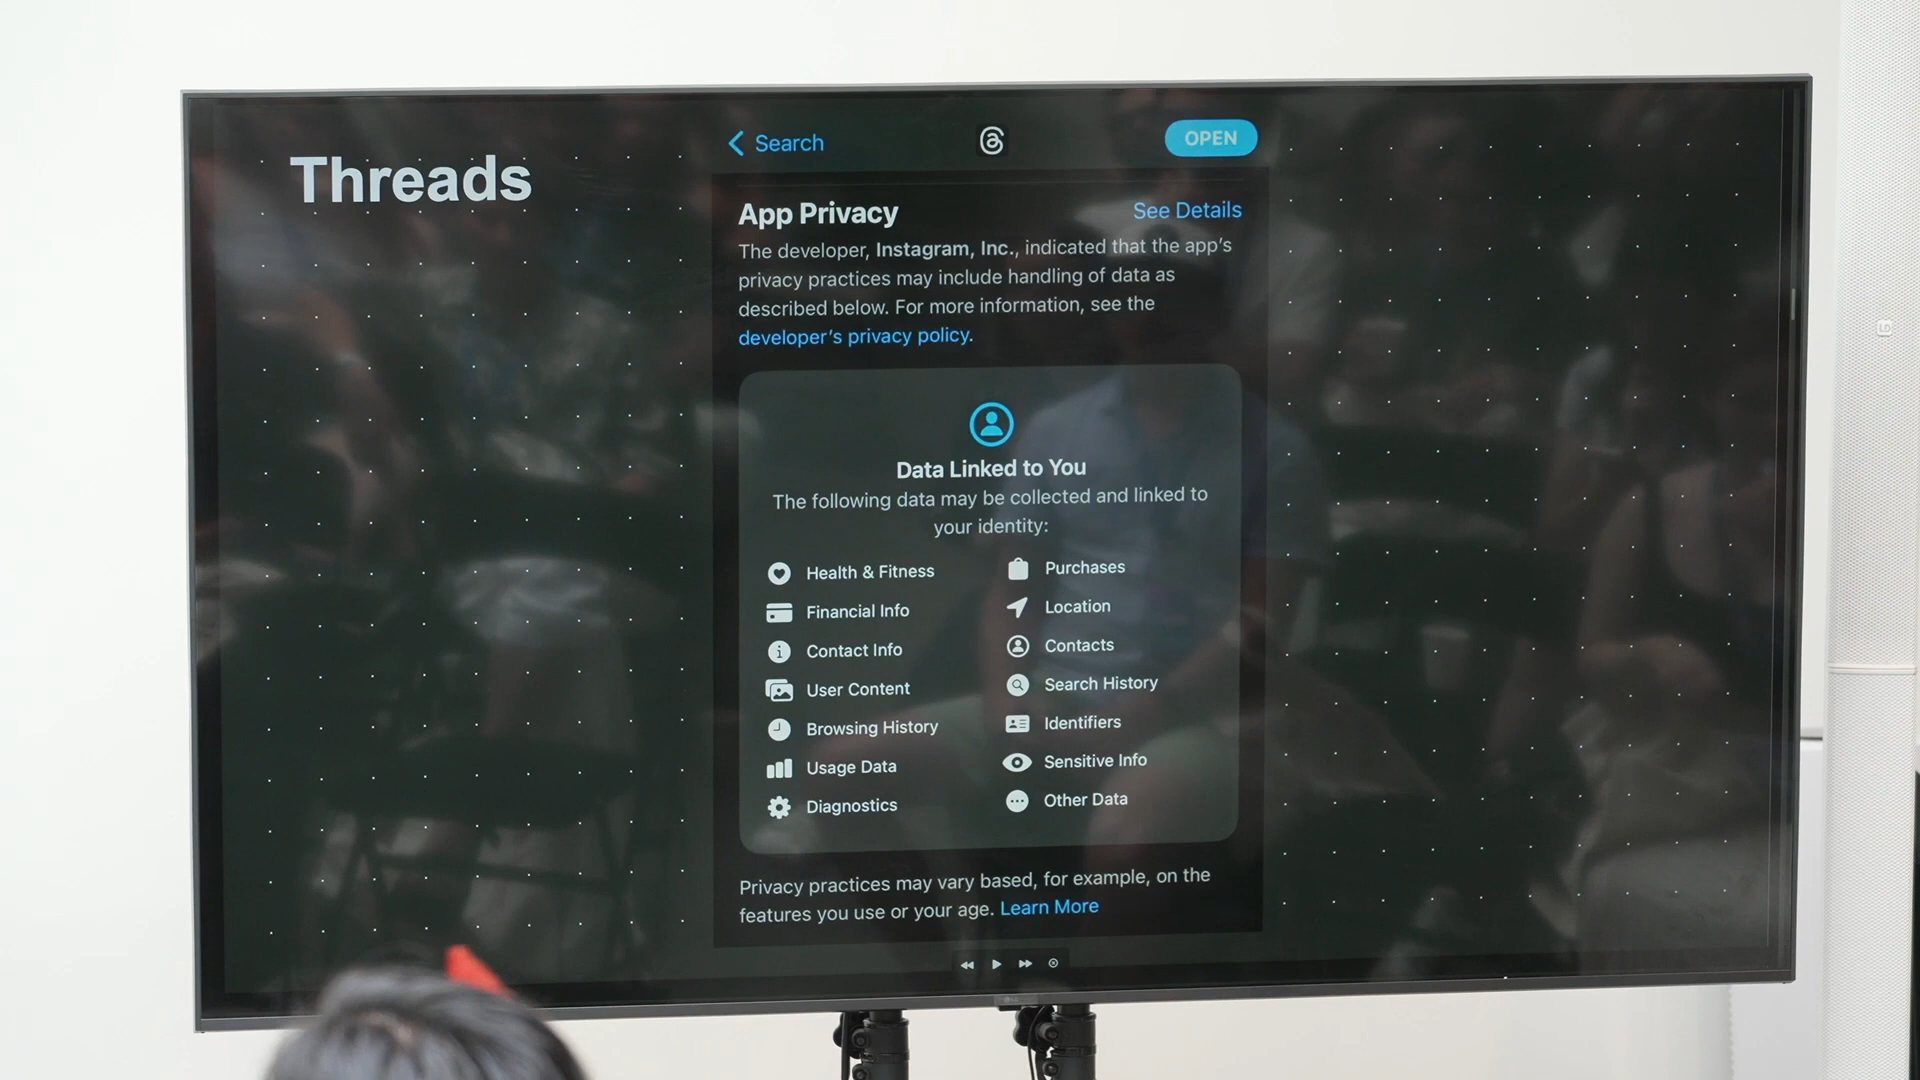 Threads
Search
OPEN
App Privacy
See Details
The developer, Instagram, Inc., indicated that the app's
privacy practices may include handling of data as
described below. For more information, see the
developer's privacy policy.
Data Linked to You
The following data may be collected and linked to
your identity:
Health & Fitness
Purchases
Financial Info
Location
Contact Info
Contacts
User Content
Search History
Browsing History
Identifiers
Usage Data
Sensitive Info
Diagnostics
Other Data
Privacy practices may vary based, for example, on the
features you use or your age. Learn More